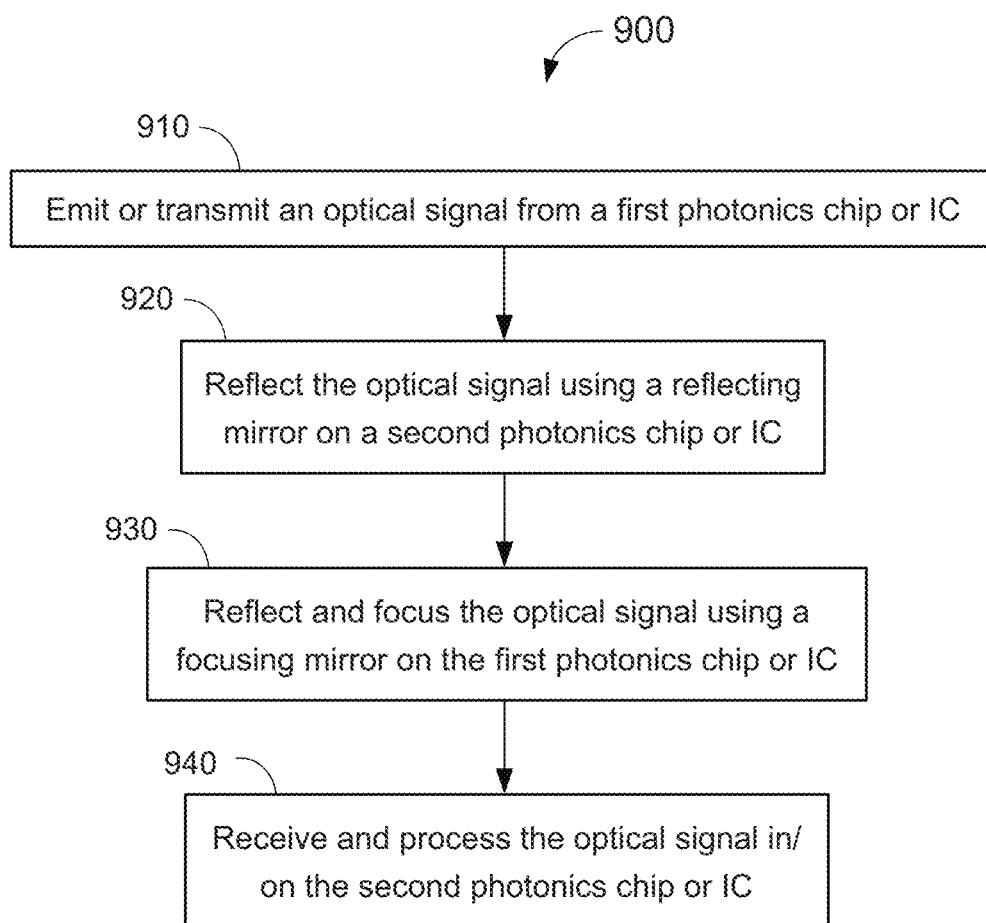 900
910
Emit or transmit an optical signal from a first photonics chip or IC
920
Reflect the optical signal using a reflecting
mirror on a second photonics chip or IC
930
Reflect and focus the optical signal using a
focusing mirror on the first photonics chip or IC
940
Receive and process the optical signal in/
on the second photonics chip or IC